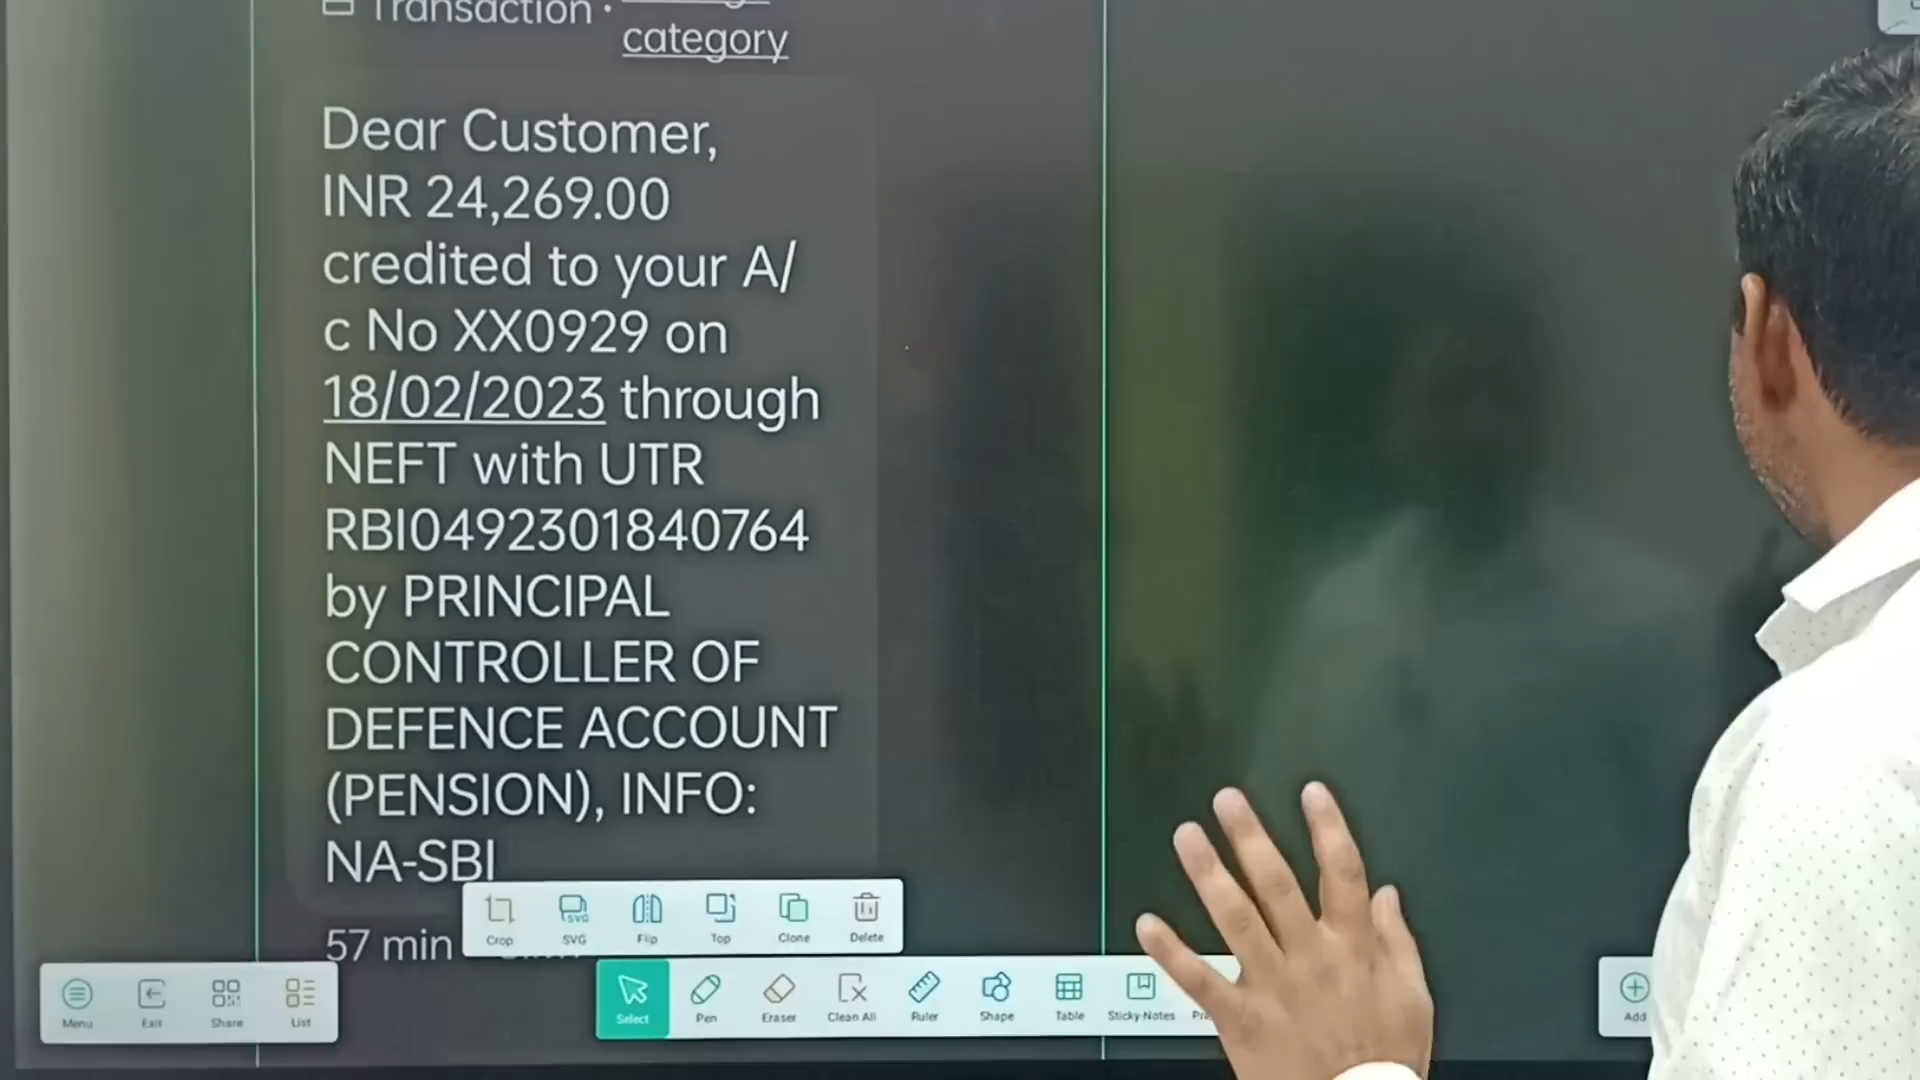 Transaction •
category
Dear Customer,
INR 24,269.00
credited to your A/
c No XX0929 on
18/02/2023 through
NEFT with UTR
RBI0492301840764
by PRINCIPAL
CONTROLLER OF
DEFENCE ACCOUNT
(PENSION), INFO:
NA-SBI
57 min
Crop SVG Flip Top Clone Delete
Menu Exit Share List
Select Pen Eraser Clean All Ruler Shape Table Sticky-Notes
Add